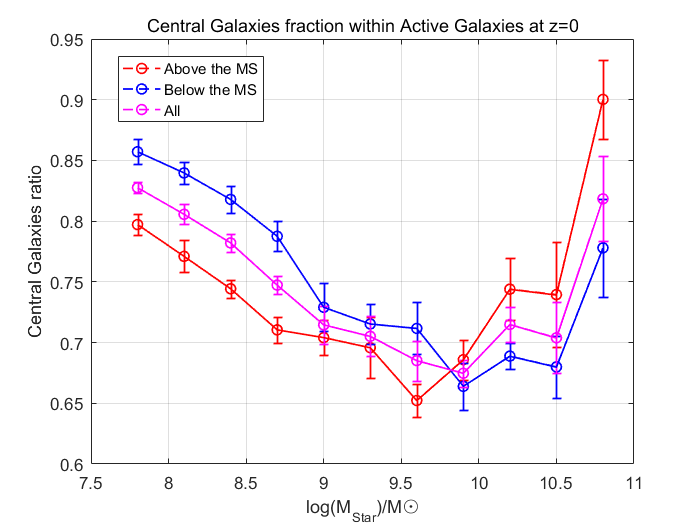 Central Galaxies fraction within Active Galaxies at z=0
0.95
0.9
0.85
0.8
0.75
0.7
0.65
0.6
Central Galaxies ratio
Above the MS
Below the MS
All
7.5 8 8.5 9 9.5 10 10.5 11
log(M_Star)/M☉